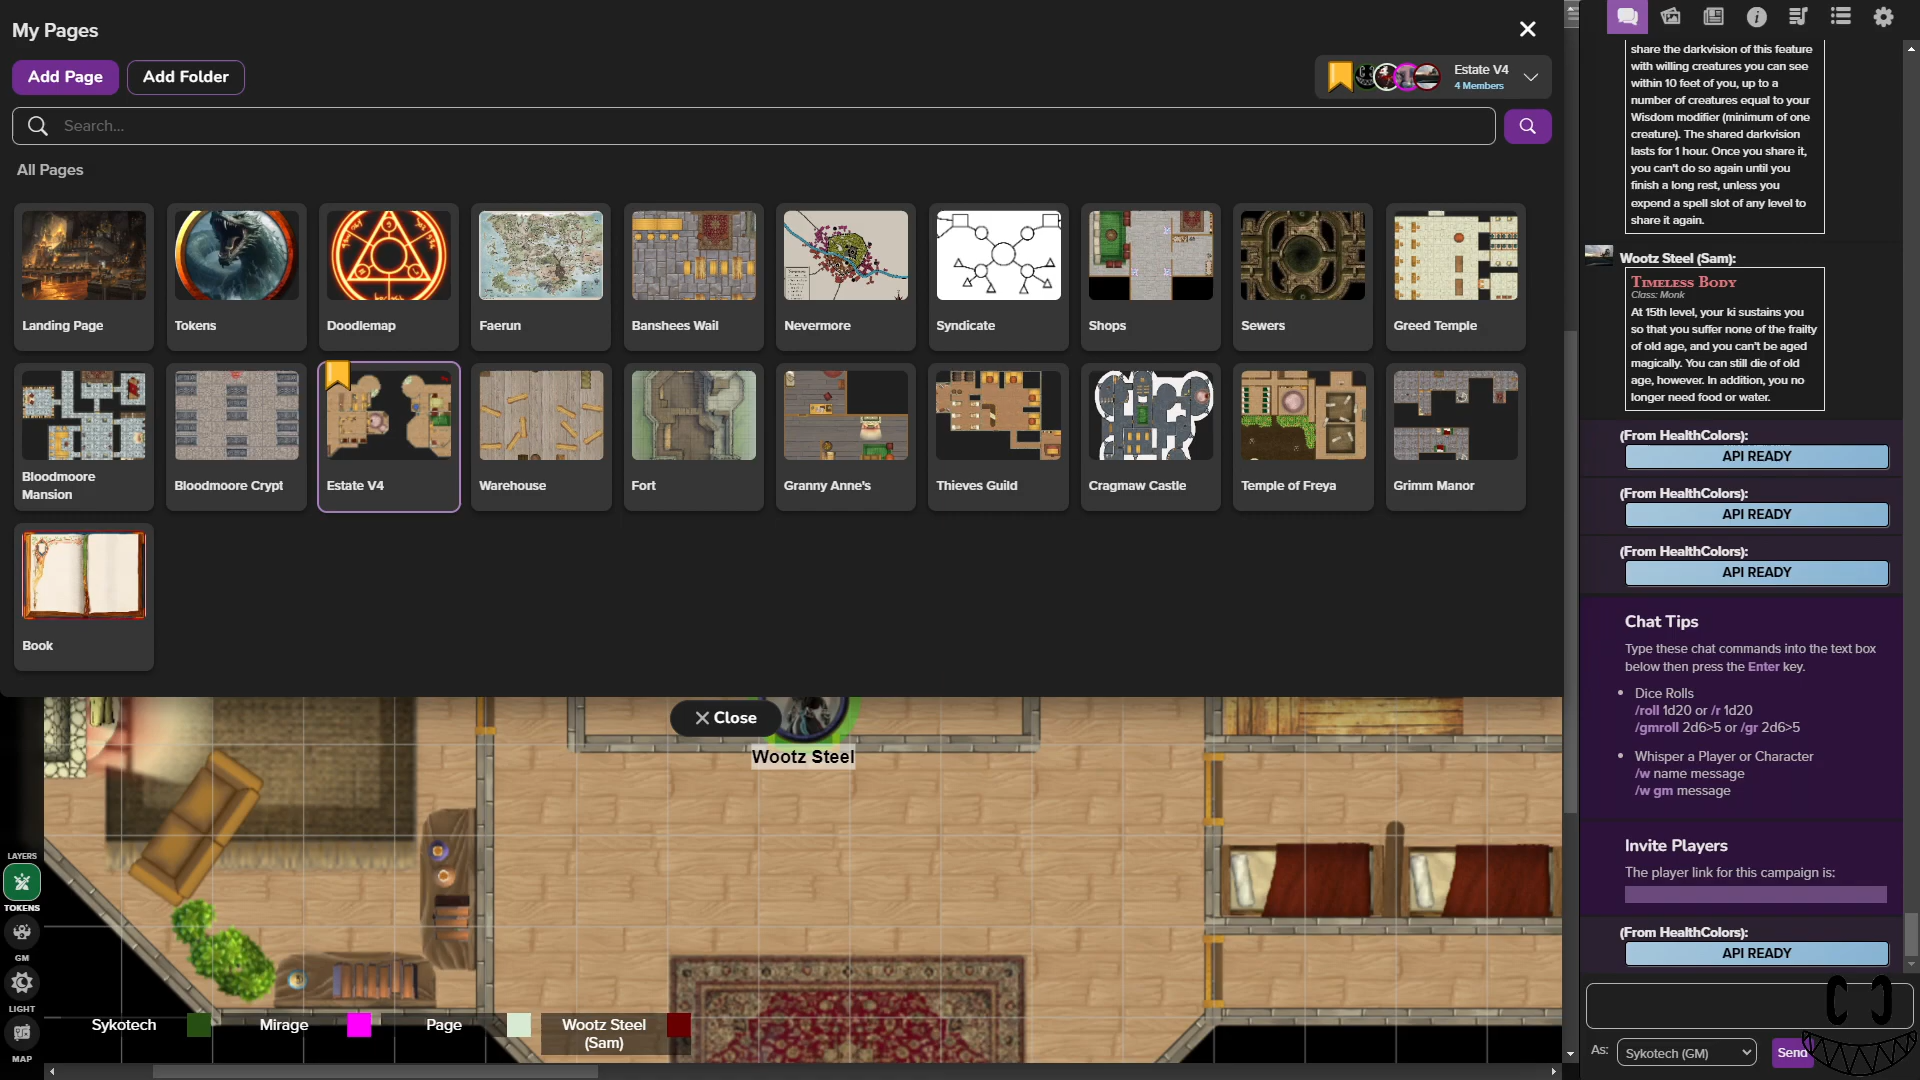 My Pages
Add Page
Add Folder
Estate V4
4 Members
Search...
All Pages
Landing Page
Tokens
Doodlemap
Faerun
Banshees Wail
Nevermore
Syndicate
Shops
Sewers
Greed Temple
Bloodmoore
Mansion
Bloodmoore Crypt
Estate V4
Warehouse
Fort
Granny Anne's
Thieves Guild
Cragmaw Castle
Temple of Freya
Grimm Manor
Book
Close
Wootz Steel
LAYERS
TOKENS
GM
LIGHT
MAP
Sykotech
Mirage
Page
Wootz Steel
(Sam)
share the darkvision of this feature
with willing creatures you can see
within 10 feet of you, up to a
number of creatures equal to your
Wisdom modifier (minimum of one
creature). The shared darkvision
lasts for 1 hour. Once you share it,
you can't do so again until you
finish a long rest, unless you
expend a spell slot of any level to
share it again.
Wootz Steel (Sam):
Timeless Body
Class: Monk
At 15th level, your ki sustains you
so that you suffer none of the frailty
of old age, and you can't be aged
magically. You can still die of old
age, however. In addition, you no
longer need food or water.
(From HealthColors):
API READY
(From HealthColors):
API READY
(From HealthColors):
API READY
Chat Tips
Type these chat commands into the text box
below then press the Enter key.
• Dice Rolls
/roll 1d20 or /r 1d20
/gmroll 2d6>5 or /gr 2d6>5
• Whisper a Player or Character
/w name message
/w gm message
Invite Players
The player link for this campaign is:
(From HealthColors):
API READY
As:
Sykotech (GM)
Send